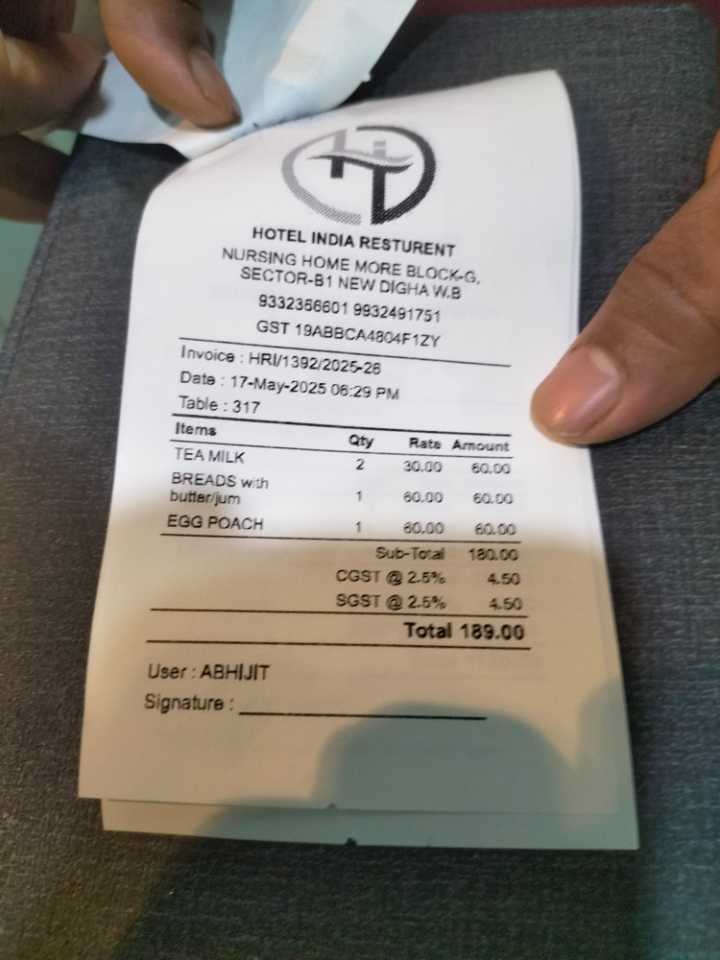 HOTEL INDIA RESTURENT
NURSING HOME MORE BLOCK-G,
SECTOR-B1 NEW DIGHA W.B
9332366601 9932491751
GST 19ABBCA4804F1ZY
Invoice : HRI/1392/2025-26
Date : 17-May-2025 06:29 PM
Table : 317
Items Qty Rate Amount
TEA MILK 2 30.00 60.00
BREADS with
butter/jum 1 60.00 60.00
EGG POACH 1 60.00 60.00
Sub-Total 180.00
CGST @ 2.5% 4.50
SGST @ 2.5% 4.50
Total 189.00
User : ABHIJIT
Signature :